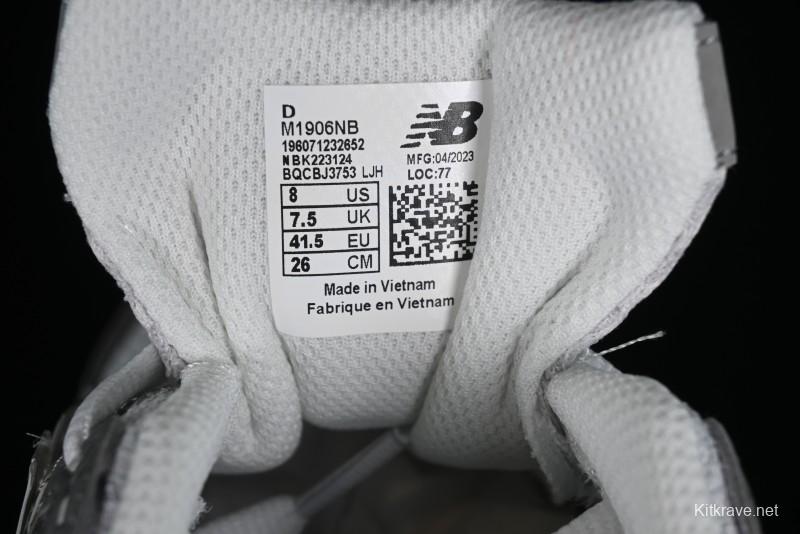 D
M1906NB
196071232652
NBK223124
BQCBJ3753 LJH
NB
MFG:04/2023
LOC:77
8 US
7.5 UK
41.5 EU
26 CM
Made in Vietnam
Fabrique en Vietnam
Kitkrave.net